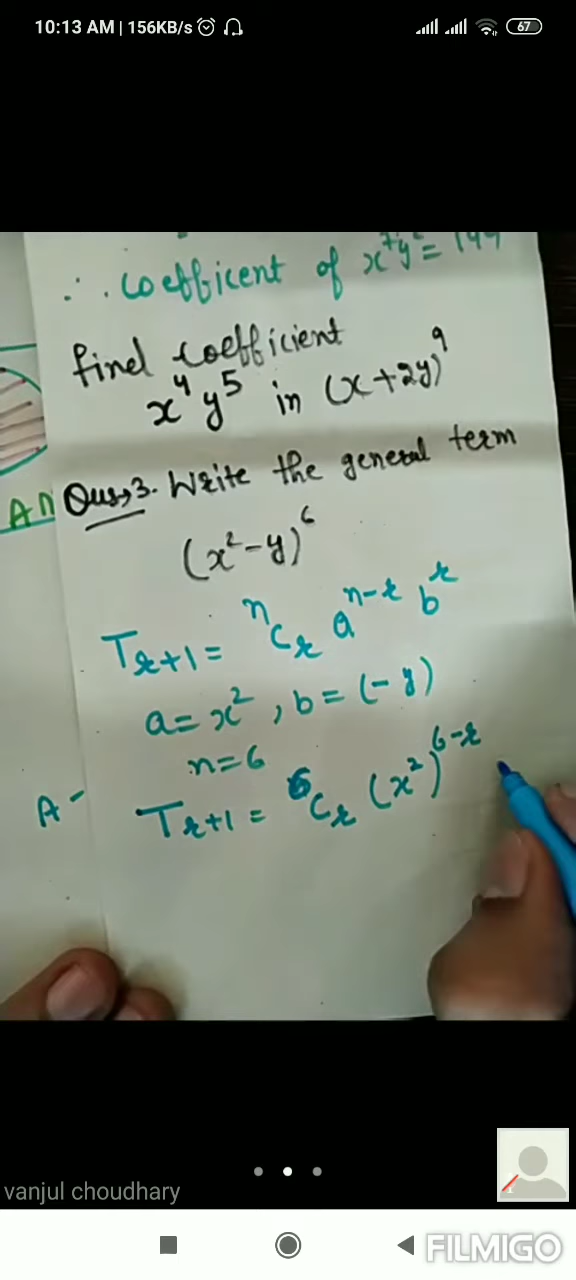 10:13 AM | 156KB/s
67
∴ coefficent of x⁷y² = 144
find coefficient
x⁴y⁵ in (x+2y)⁹
An Ques→3. Write the general term
(x²-y)⁶
Tr+1 = ⁿCr aⁿ⁻ʳ bʳ
a = x², b = (-y)
n=6
A- Tr+1 = ⁶Cr (x²)⁶⁻ʳ
vanjul choudhary
FILMIGO